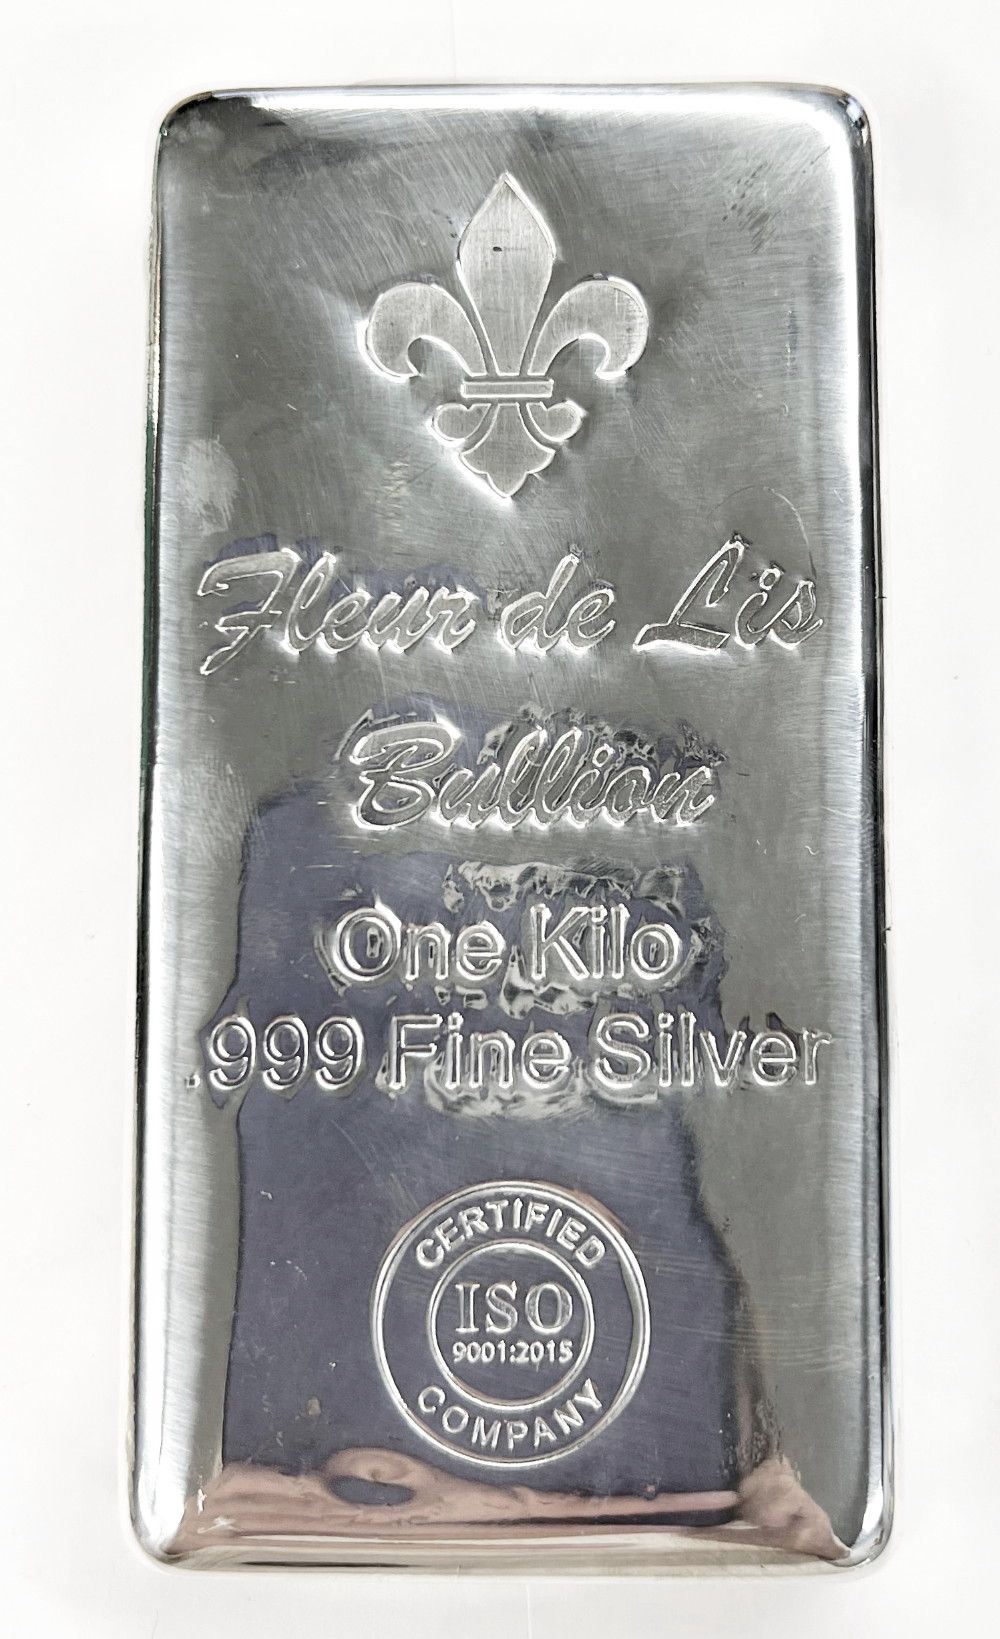 Fleur de Lis
Bullion
One Kilo
.999 Fine Silver
CERTIFIED
ISO
9001:2015
COMPANY